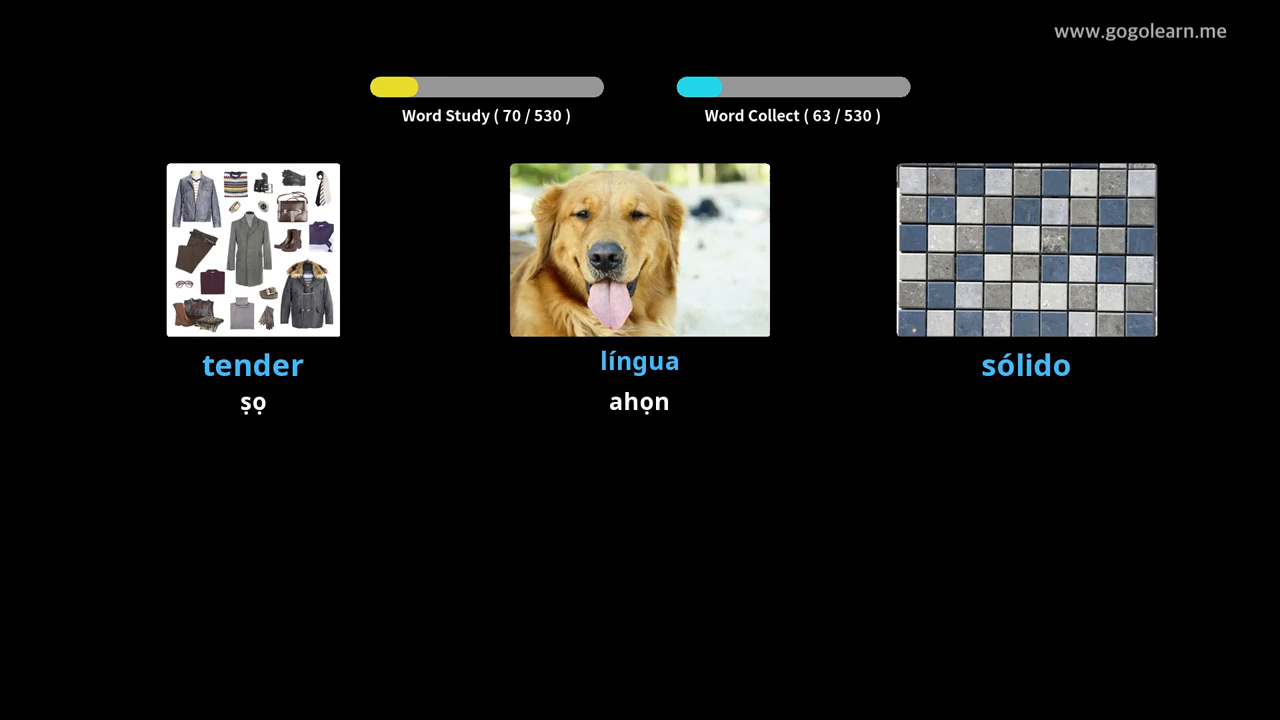 www.gogolearn.me
Word Study ( 70 / 530 )
Word Collect ( 63 / 530 )
tender
ṣọ
língua
ahọn
sólido